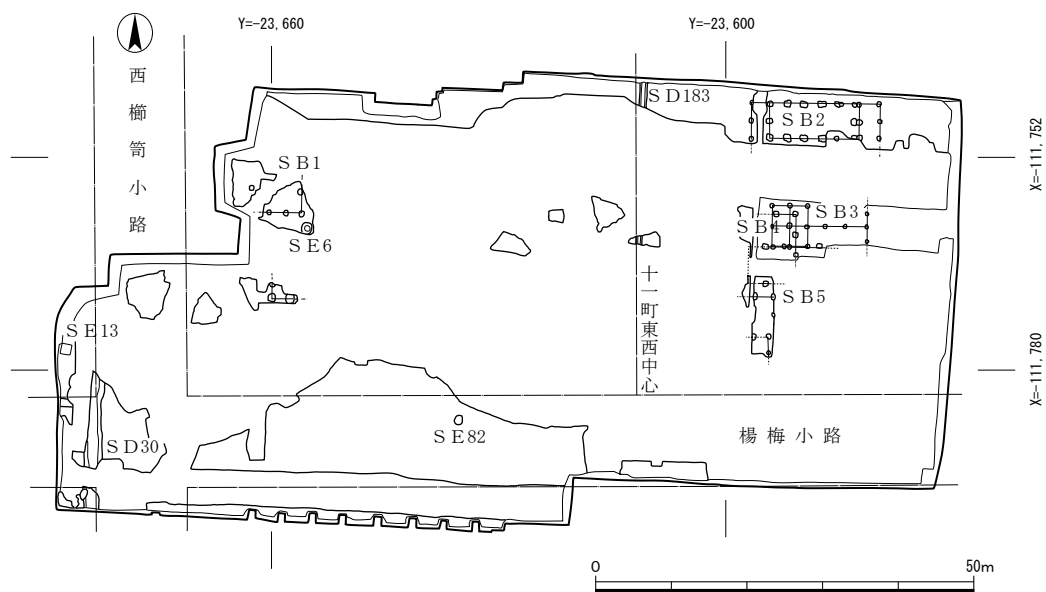 Y=-23,660
Y=-23,600
西櫛笥小路
SD183
SB2
X=-111,752
SB1
SB3
SB4
SE6
十一町東西中心
SB5
SE13
X=-111,780
SE82
楊梅小路
SD30
0
50m